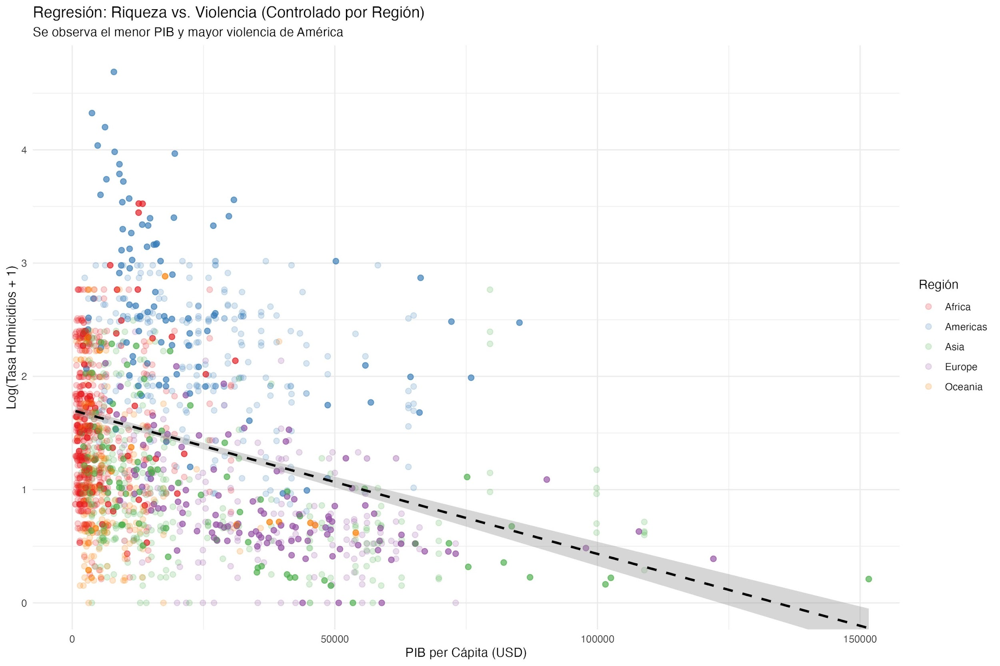 Regresión: Riqueza vs. Violencia (Controlado por Región)
Se observa el menor PIB y mayor violencia de América
Log(Tasa Homicidios + 1)
4
3
2
1
0
0
50000
100000
150000
PIB per Cápita (USD)
Región
Africa
Americas
Asia
Europe
Oceania